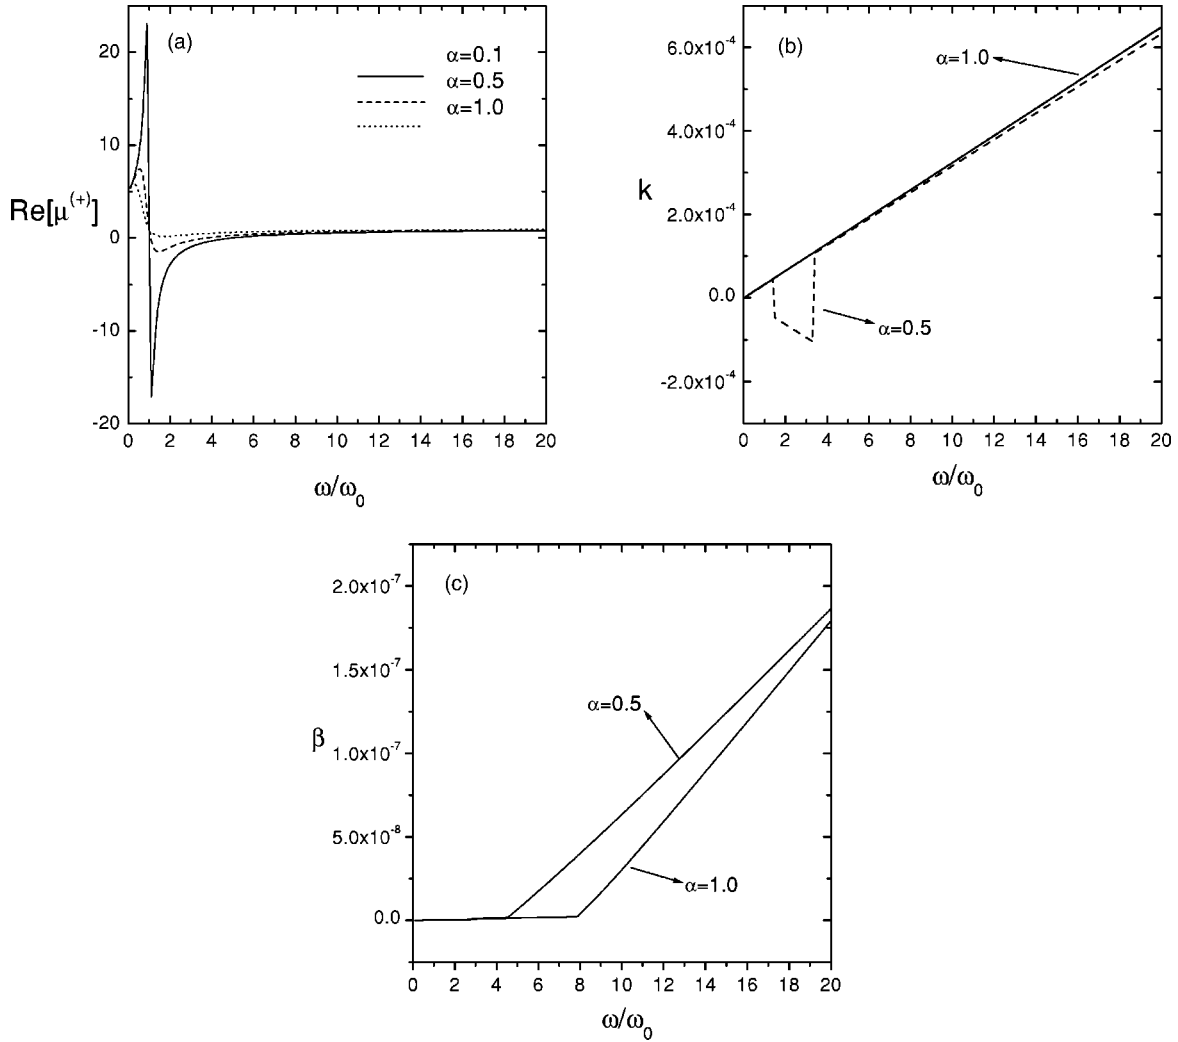 (a)
α=0.1
α=0.5
α=1.0
Re[μ⁽⁺⁾]
20
10
0
-10
-20
0 2 4 6 8 10 12 14 16 18 20
ω/ω₀
(b)
α=1.0
α=0.5
k
6.0x10⁻⁴
4.0x10⁻⁴
2.0x10⁻⁴
0.0
-2.0x10⁻⁴
0 2 4 6 8 10 12 14 16 18 20
ω/ω₀
(c)
α=0.5
α=1.0
β
2.0x10⁻⁷
1.5x10⁻⁷
1.0x10⁻⁷
5.0x10⁻⁸
0.0
0 2 4 6 8 10 12 14 16 18 20
ω/ω₀